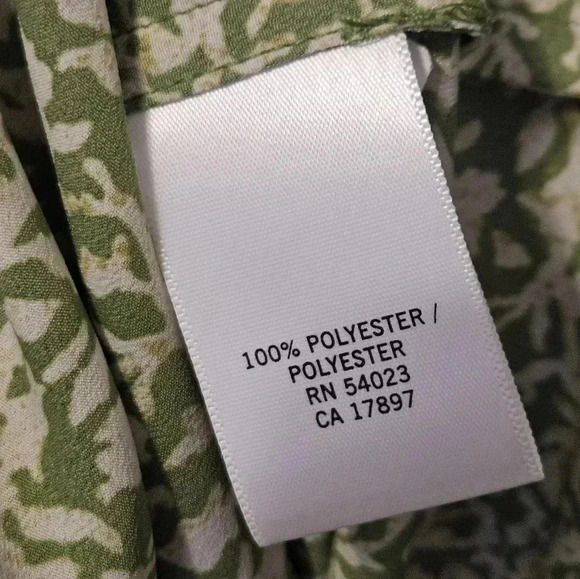 100% POLYESTER /
POLYESTER
RN 54023
CA 17897